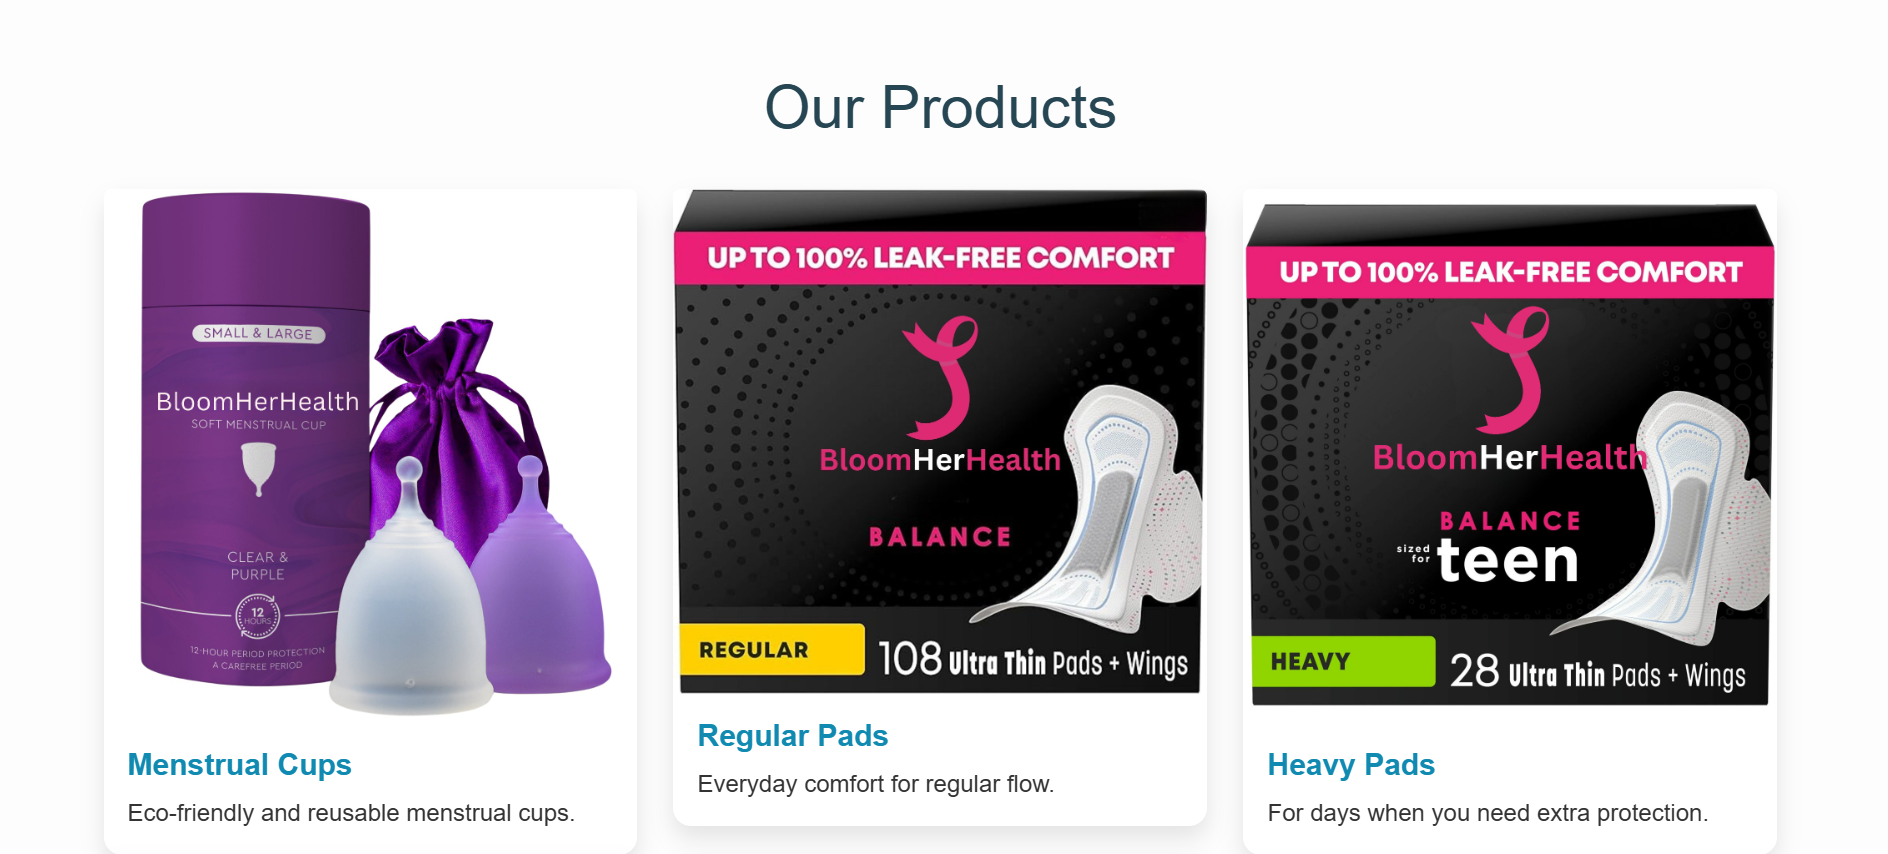 Our Products
SMALL & LARGE
BloomHerHealth
SOFT MENSTRUAL CUP
CLEAR &
PURPLE
12
HOURS
12-HOUR PERIOD PROTECTION
A CAREFREE PERIOD
Menstrual Cups
Eco-friendly and reusable menstrual cups.
UP TO 100% LEAK-FREE COMFORT
BloomHerHealth
BALANCE
REGULAR
108 Ultra Thin Pads + Wings
Regular Pads
Everyday comfort for regular flow.
UP TO 100% LEAK-FREE COMFORT
BloomHerHealth
BALANCE
sized for teen
HEAVY
28 Ultra Thin Pads + Wings
Heavy Pads
For days when you need extra protection.